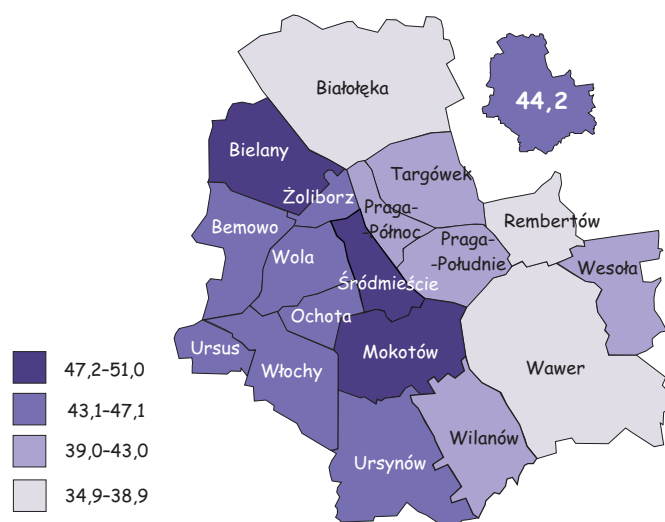 Białołęka
44,2
Bielany
Targówek
Żoliborz
Praga-
-Północ
Rembertów
Bemowo
Praga-
-Południe
Wola
Wesoła
Śródmieście
Ochota
Ursus
Mokotów
Włochy
Wawer
Wilanów
Ursynów
47,2–51,0
43,1–47,1
39,0–43,0
34,9–38,9